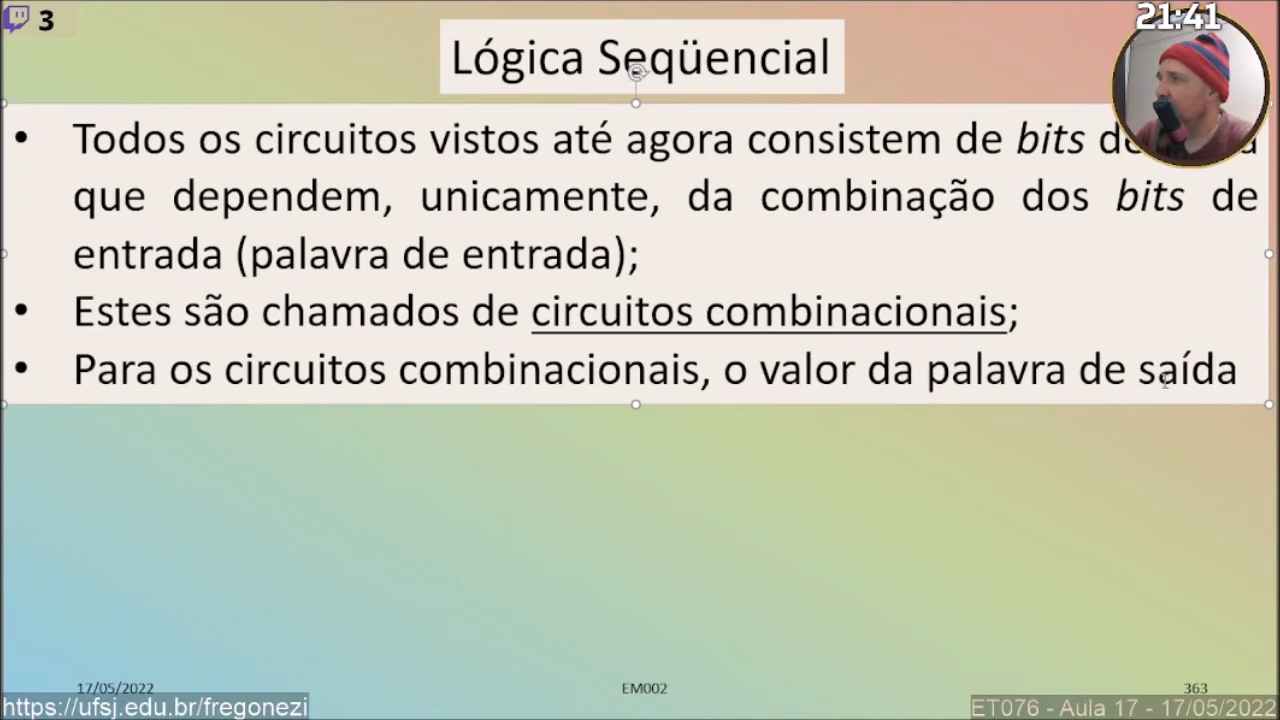 3
21:41
Lógica Seqüencial
• Todos os circuitos vistos até agora consistem de bits de
que dependem, unicamente, da combinação dos bits de
entrada (palavra de entrada);
• Estes são chamados de circuitos combinacionais;
• Para os circuitos combinacionais, o valor da palavra de saída
17/05/2022
EM002
363
https://ufsj.edu.br/fregonezi
ET076 - Aula 17 - 17/05/2022